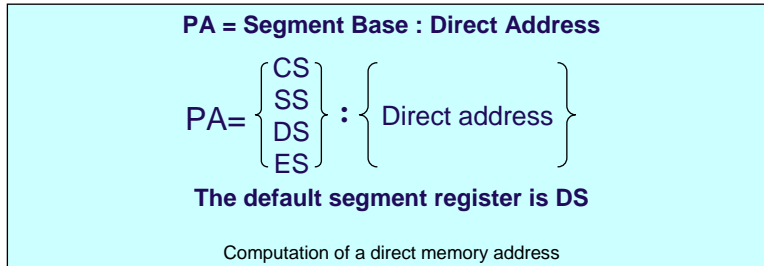 PA = Segment Base : Direct Address
CS
SS
PA= : Direct address
DS
ES
The default segment register is DS
Computation of a direct memory address